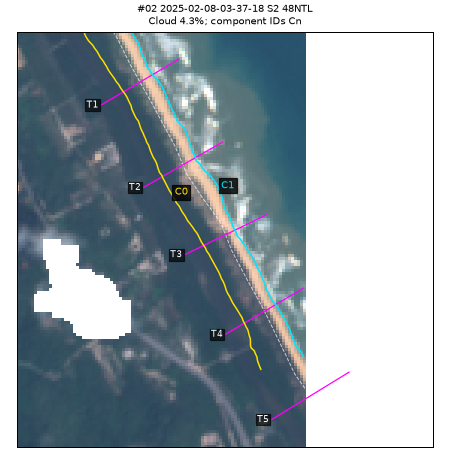 #02 2025-02-08-03-37-18 S2 48NTL
Cloud 4.3%; component IDs Cn
T1
T2
C0
C1
T3
T4
T5